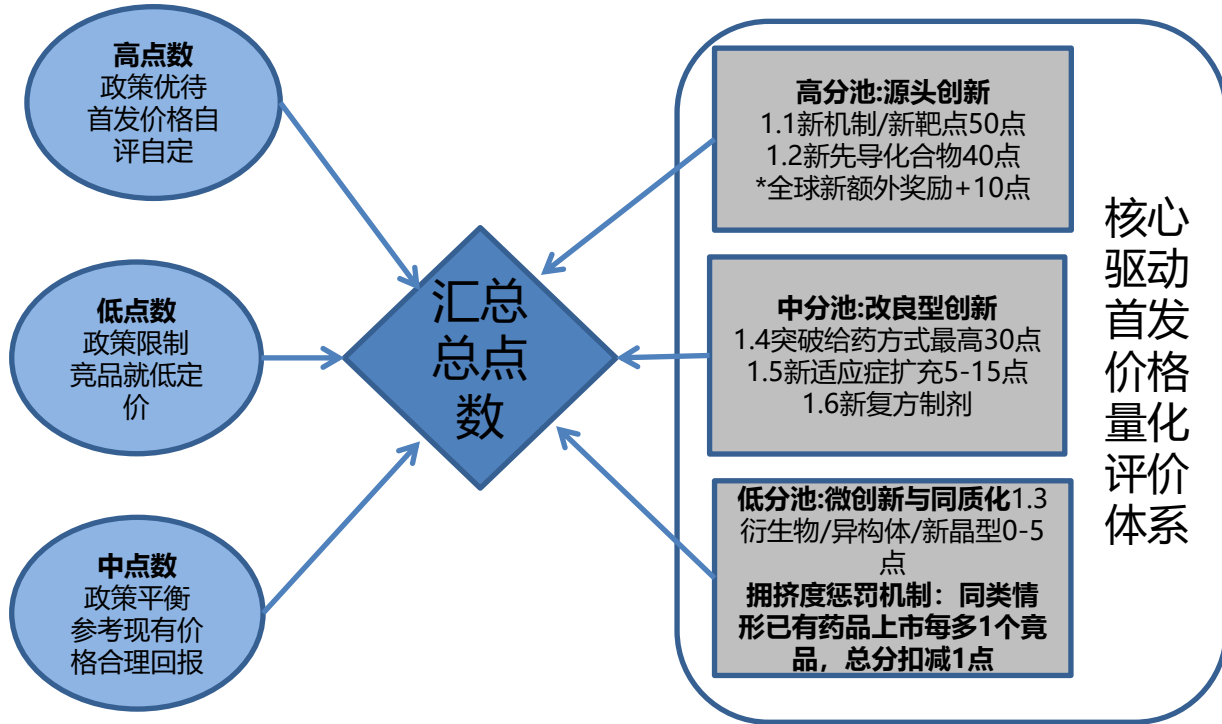 高点数
政策优待
首发价格自
评自定
低点数
政策限制
竞品就低定
价
中点数
政策平衡
参考现有价
格合理回报
汇总
总点
数
高分池:源头创新
1.1新机制/新靶点50点
1.2新先导化合物40点
*全球新额外奖励+10点
中分池:改良型创新
1.4突破给药方式最高30点
1.5新适应症扩充5-15点
1.6新复方制剂
低分池:微创新与同质化1.3
衍生物/异构体/新晶型0-5
点
拥挤度惩罚机制：同类情
形已有药品上市每多1个竟
品，总分扣减1点
核心
驱动
首发
价格
量化
评价
体系